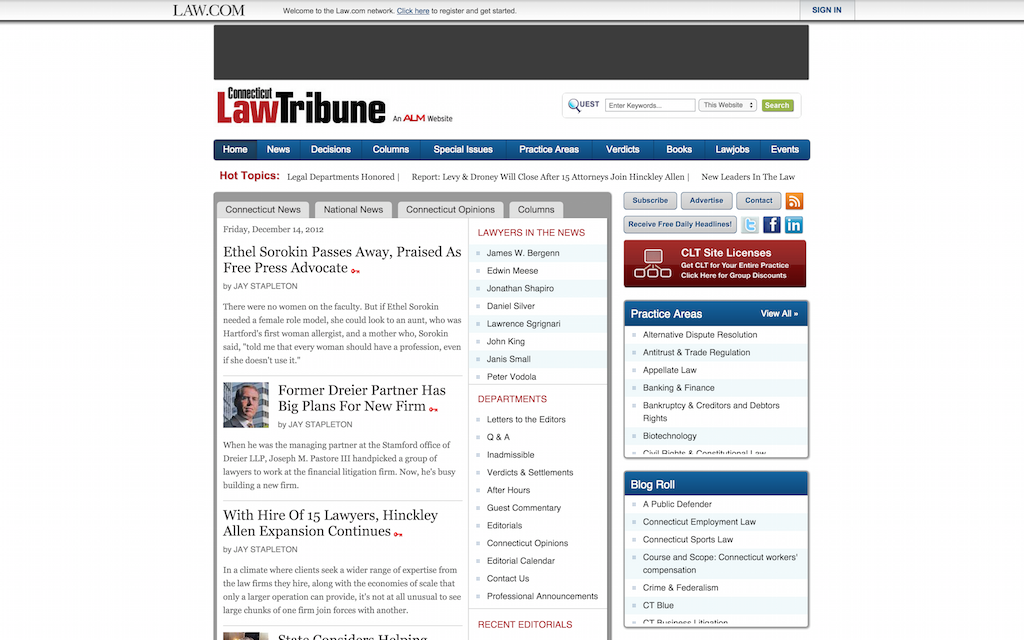 LAW.COM
Welcome to the Law.com network. Click here to register and get started.
SIGN IN
Connecticut
LawTribune
An ALM Website
QUEST
Enter Keywords...
This Website
Search
Home News Decisions Columns Special Issues Practice Areas Verdicts Books Lawjobs Events
Hot Topics: Legal Departments Honored | Report: Levy & Droney Will Close After 15 Attorneys Join Hinckley Allen | New Leaders In The Law
Connecticut News National News Connecticut Opinions Columns
Friday, December 14, 2012
Ethel Sorokin Passes Away, Praised As
Free Press Advocate
by JAY STAPLETON
There were no women on the faculty. But if Ethel Sorokin
needed a female role model, she could look to an aunt, who was
Hartford's first woman allergist, and a mother who, Sorokin
said, "told me that every woman should have a profession, even
if she doesn't use it."
Former Dreier Partner Has
Big Plans For New Firm
by JAY STAPLETON
When he was the managing partner at the Stamford office of
Dreier LLP, Joseph M. Pastore III handpicked a group of
lawyers to work at the financial litigation firm. Now, he's busy
building a new firm.
With Hire Of 15 Lawyers, Hinckley
Allen Expansion Continues
by JAY STAPLETON
In a climate where clients seek a wider range of expertise from
the law firms they hire, along with the economies of scale that
only a larger operation can provide, it's not at all unusual to see
large chunks of one firm join forces with another.
State Considers Helping
LAWYERS IN THE NEWS
James W. Bergenn
Edwin Meese
Jonathan Shapiro
Daniel Silver
Lawrence Sgrignari
John King
Janis Small
Peter Vodola
DEPARTMENTS
Letters to the Editors
Q & A
Inadmissible
Verdicts & Settlements
After Hours
Guest Commentary
Editorials
Connecticut Opinions
Editorial Calendar
Contact Us
Professional Announcements
RECENT EDITORIALS
Subscribe Advertise Contact
Receive Free Daily Headlines!
CLT Site Licenses
Get CLT for Your Entire Practice
Click Here for Group Discounts
Practice Areas View All »
Alternative Dispute Resolution
Antitrust & Trade Regulation
Appellate Law
Banking & Finance
Bankruptcy & Creditors and Debtors
Rights
Biotechnology
Civil Rights & Constitutional Law
Blog Roll
A Public Defender
Connecticut Employment Law
Connecticut Sports Law
Course and Scope: Connecticut workers'
compensation
Crime & Federalism
CT Blue
CT Business Litigation